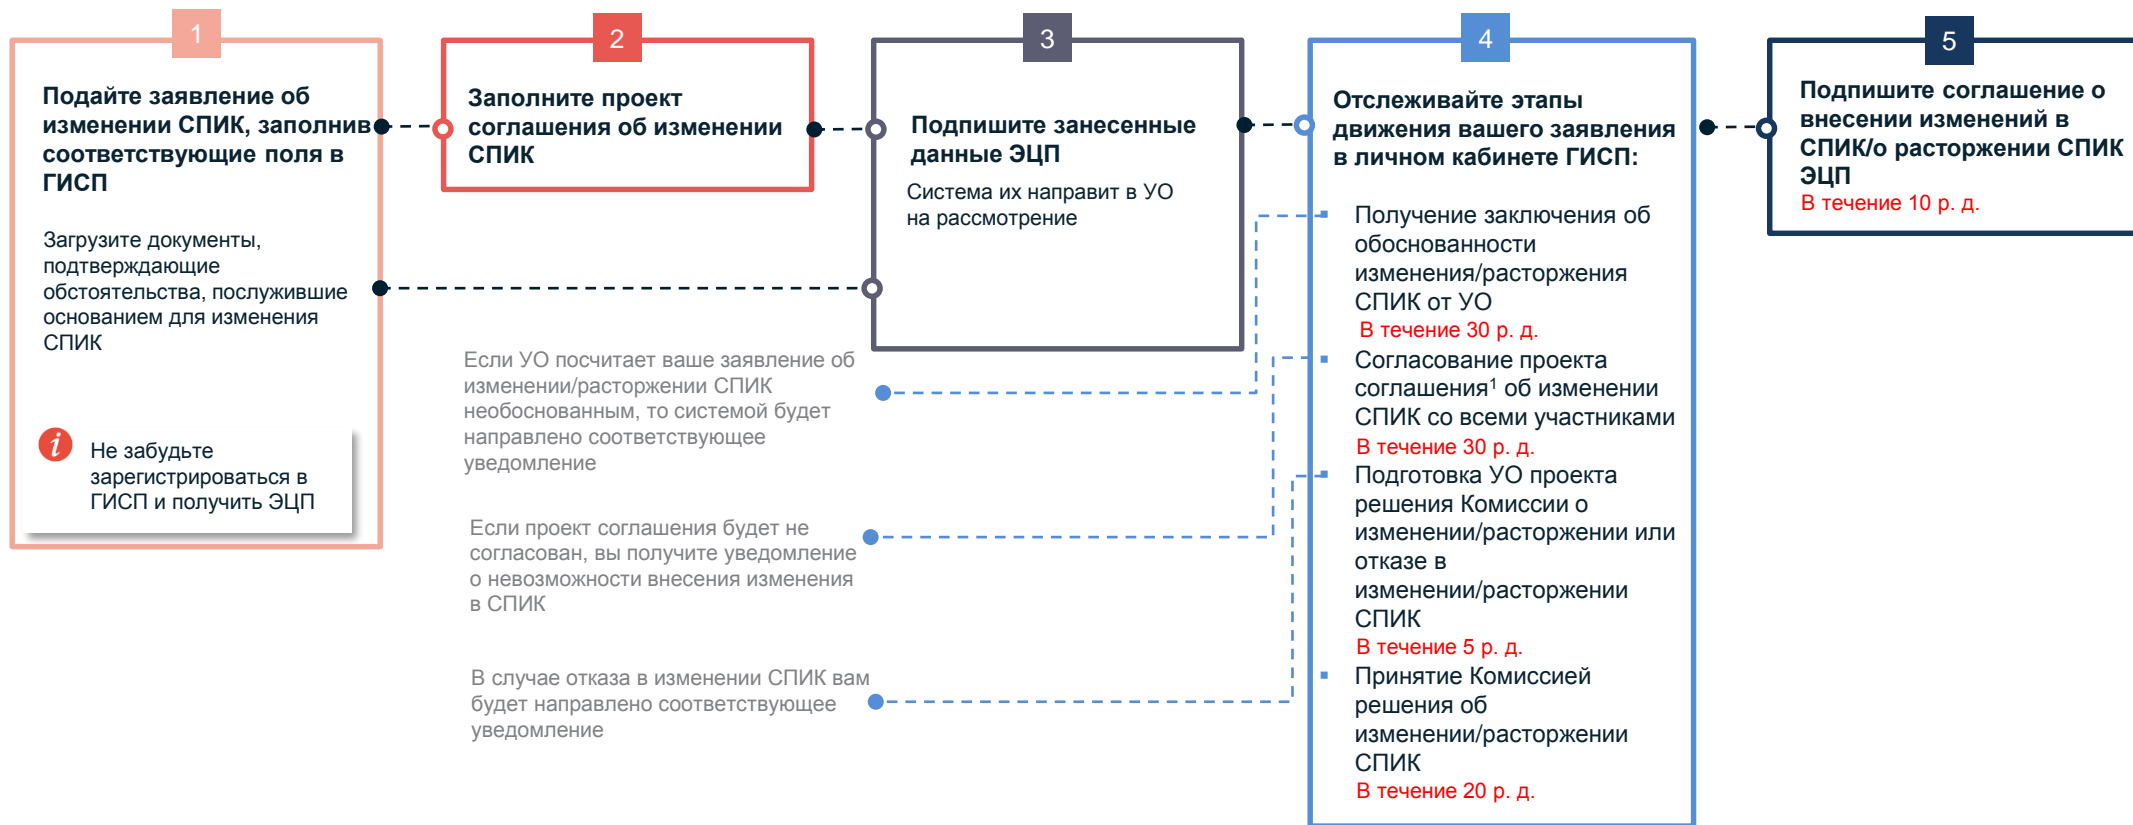 1
Подайте заявление об
изменении СПИК, заполнив
соответствующие поля в
ГИСП
Загрузите документы,
подтверждающие
обстоятельства, послужившие
основанием для изменения
СПИК
i
Не забудьте
зарегистрироваться в
ГИСП и получить ЭЦП
2
Заполните проект
соглашения об изменении
СПИК
3
Подпишите занесенные
данные ЭЦП
Система их направит в УО
на рассмотрение
Если УО посчитает ваше заявление об
изменении/расторжении СПИК
необоснованным, то системой будет
направлено соответствующее
уведомление
Если проект соглашения будет не
согласован, вы получите уведомление
о невозможности внесения изменения
в СПИК
В случае отказа в изменении СПИК вам
будет направлено соответствующее
уведомление
4
Отслеживайте этапы
движения вашего заявления
в личном кабинете ГИСП:
▪ Получение заключения об
обоснованности
изменения/расторжения
СПИК от УО
В течение 30 р. д.
▪ Согласование проекта
соглашения¹ об изменении
СПИК со всеми участниками
В течение 30 р. д.
▪ Подготовка УО проекта
решения Комиссии о
изменении/расторжении или
отказе в
изменении/расторжении
СПИК
В течение 5 р. д.
▪ Принятие Комиссией
решения об
изменении/расторжении
СПИК
В течение 20 р. д.
5
Подпишите соглашение о
внесении изменений в
СПИК/о расторжении СПИК
ЭЦП
В течение 10 р. д.